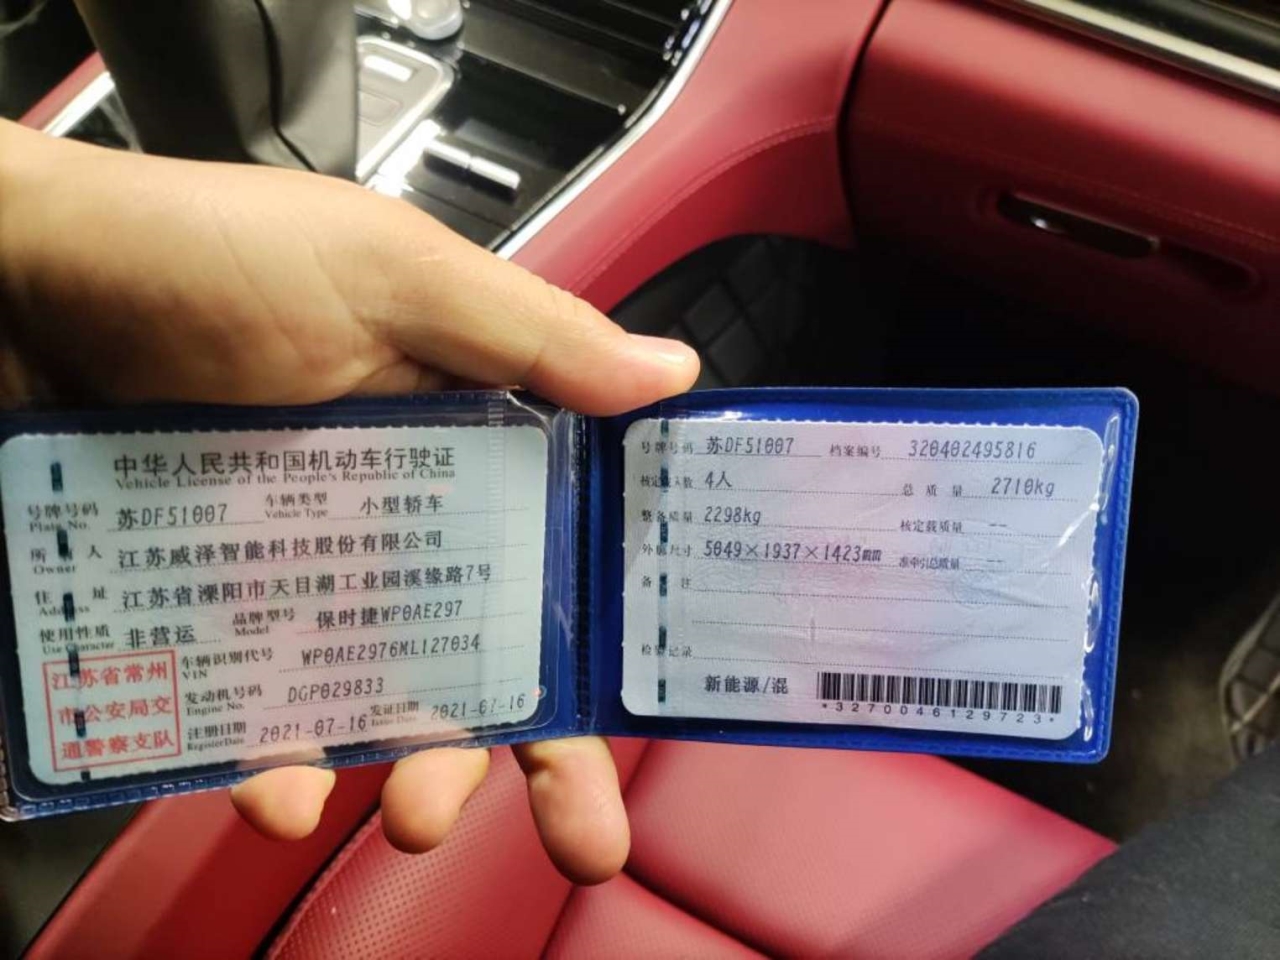 中华人民共和国机动车行驶证
Vehicle License of the People's Republic of China
号牌号码 Plate No. 苏DF51007 车辆类型 Vehicle Type 小型轿车
所有人 Owner 江苏威泽智能科技股份有限公司
住址 Address 江苏省溧阳市天目湖工业园溪缘路7号
使用性质 Use Character 非营运 品牌型号 Model 保时捷WP0AE297
车辆识别代号 VIN WP0AE2976ML127034
发动机号码 Engine No. DGP029833
注册日期 Register Date 2021-07-16 发证日期 Issue Date 2021-07-16
江苏省常州
市公安局交
通警察支队
号牌号码 苏DF51007 档案编号 320402495816
核定载人数 4人 总质量 2710kg
整备质量 2298kg 核定载质量 --
外廓尺寸 5049×1937×1423mm 准牵引总质量 --
备注
检验记录
新能源/混
*3270046129723*